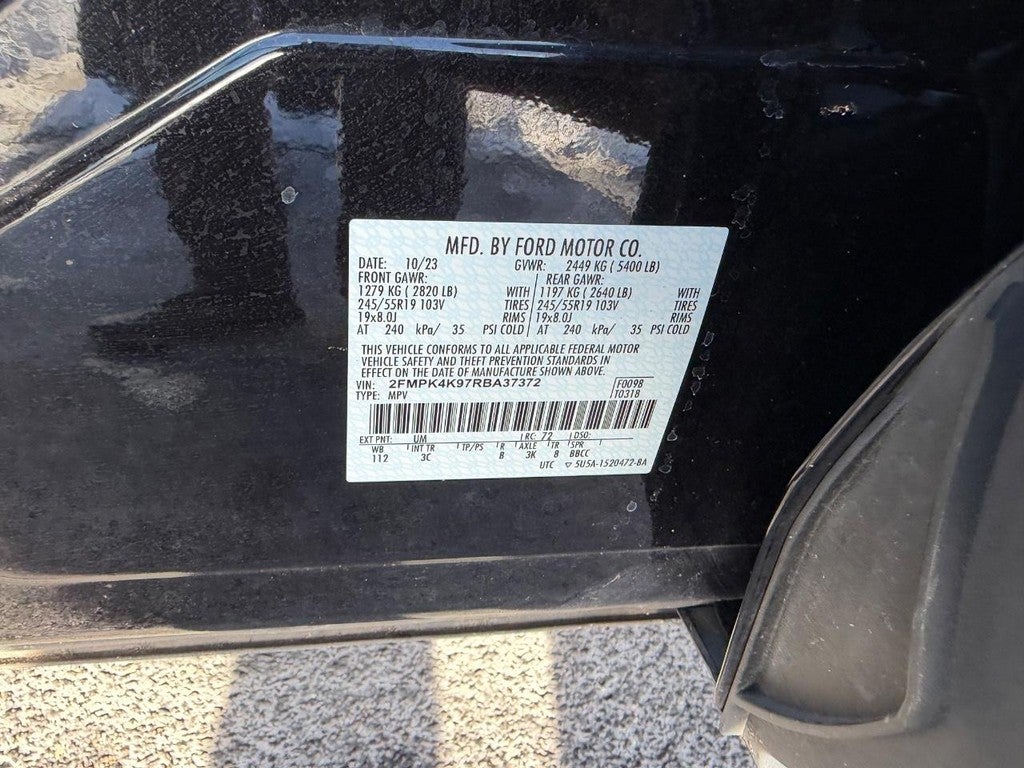 MFD. BY FORD MOTOR CO.
DATE: 10/23 GVWR: 2449 KG ( 5400 LB)
FRONT GAWR: REAR GAWR:
1279 KG ( 2820 LB) WITH 1197 KG ( 2640 LB) WITH
245/55R19 103V TIRES 245/55R19 103V TIRES
19x8.0J RIMS 19x8.0J RIMS
AT 240 kPa/ 35 PSI COLD AT 240 kPa/ 35 PSI COLD
THIS VEHICLE CONFORMS TO ALL APPLICABLE FEDERAL MOTOR
VEHICLE SAFETY AND THEFT PREVENTION STANDARDS IN
EFFECT ON THE DATE OF MANUFACTURE SHOWN ABOVE.
VIN: 2FMPK4K97RBA37372 F0098
TYPE: MPV T0318
EXT PNT: UM RC: 72 DSO:
WB INT TR TP/PS R AXLE TR SPR
112 3C B 3K 8 BBCC
UTC ▽ 5U5A-1520472-BA